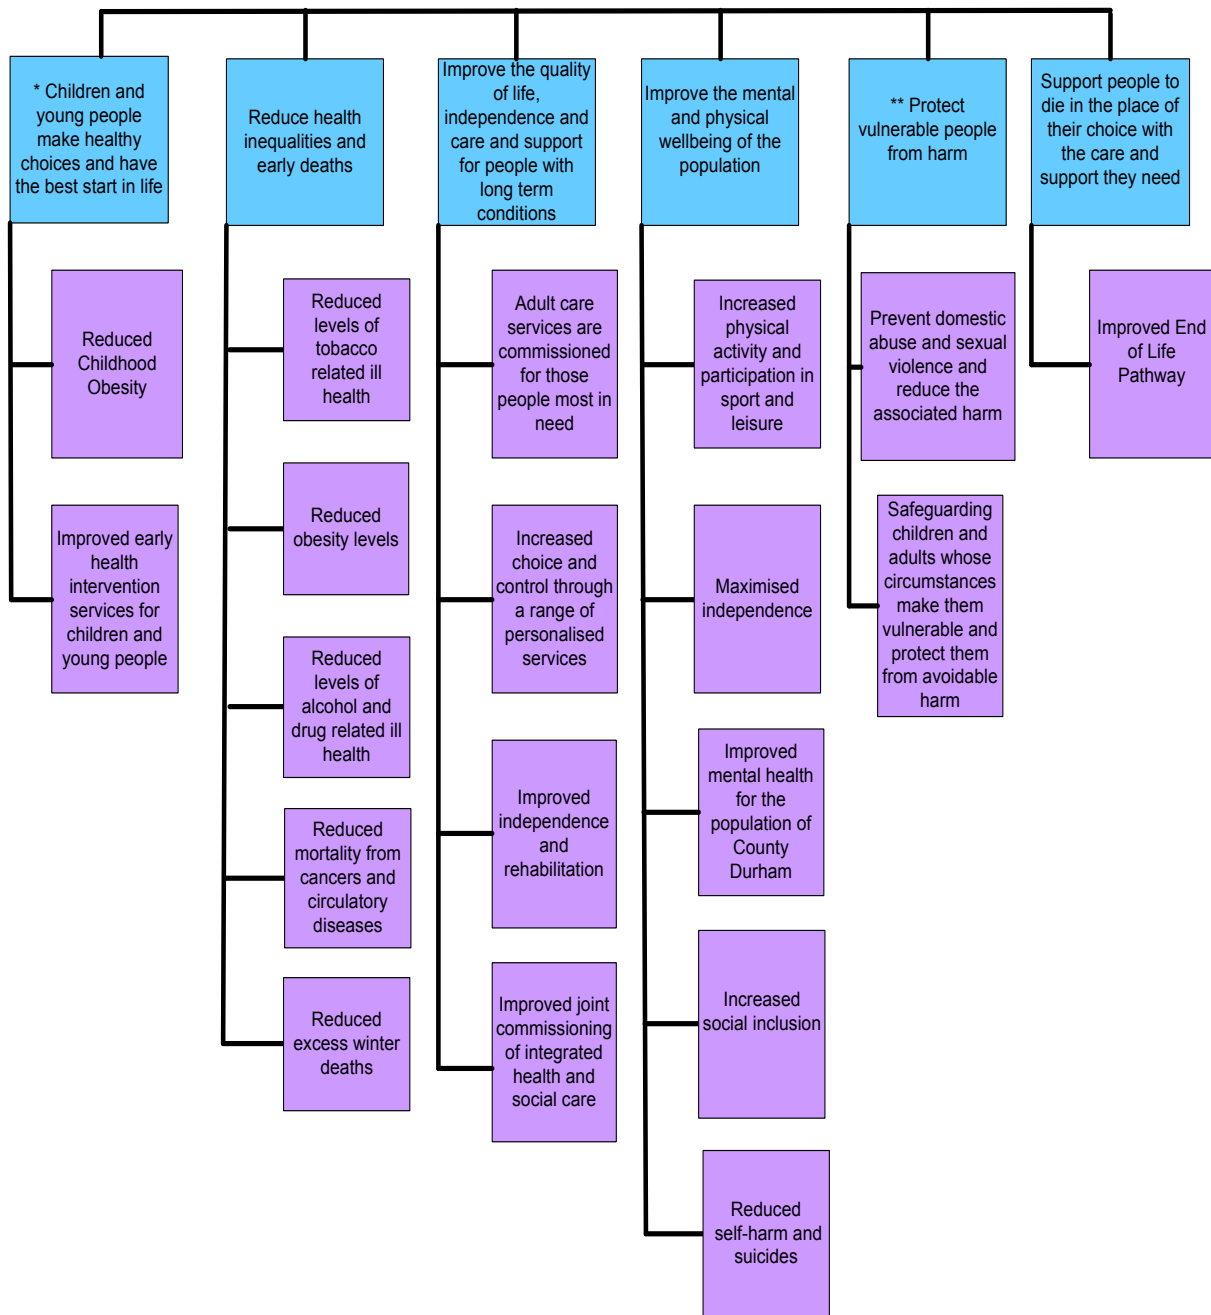 * Children and
young people
make healthy
choices and have
the best start in life
Reduce health
inequalities and
early deaths
Improve the quality
of life,
independence and
care and support
for people with
long term
conditions
Improve the mental
and physical
wellbeing of the
population
** Protect
vulnerable people
from harm
Support people to
die in the place of
their choice with
the care and
support they need
Reduced
Childhood
Obesity
Improved early
health
intervention
services for
children and
young people
Reduced
levels of
tobacco
related ill
health
Reduced
obesity levels
Reduced
levels of
alcohol and
drug related ill
health
Reduced
mortality from
cancers and
circulatory
diseases
Reduced
excess winter
deaths
Adult care
services are
commissioned
for those
people most in
need
Increased
choice and
control through
a range of
personalised
services
Improved
independence
and
rehabilitation
Improved joint
commissioning
of integrated
health and
social care
Increased
physical
activity and
participation in
sport and
leisure
Maximised
independence
Improved
mental health
for the
population of
County
Durham
Increased
social inclusion
Reduced
self-harm and
suicides
Prevent domestic
abuse and sexual
violence and
reduce the
associated harm
Safeguarding
children and
adults whose
circumstances
make them
vulnerable and
protect them
from avoidable
harm
Improved End
of Life
Pathway